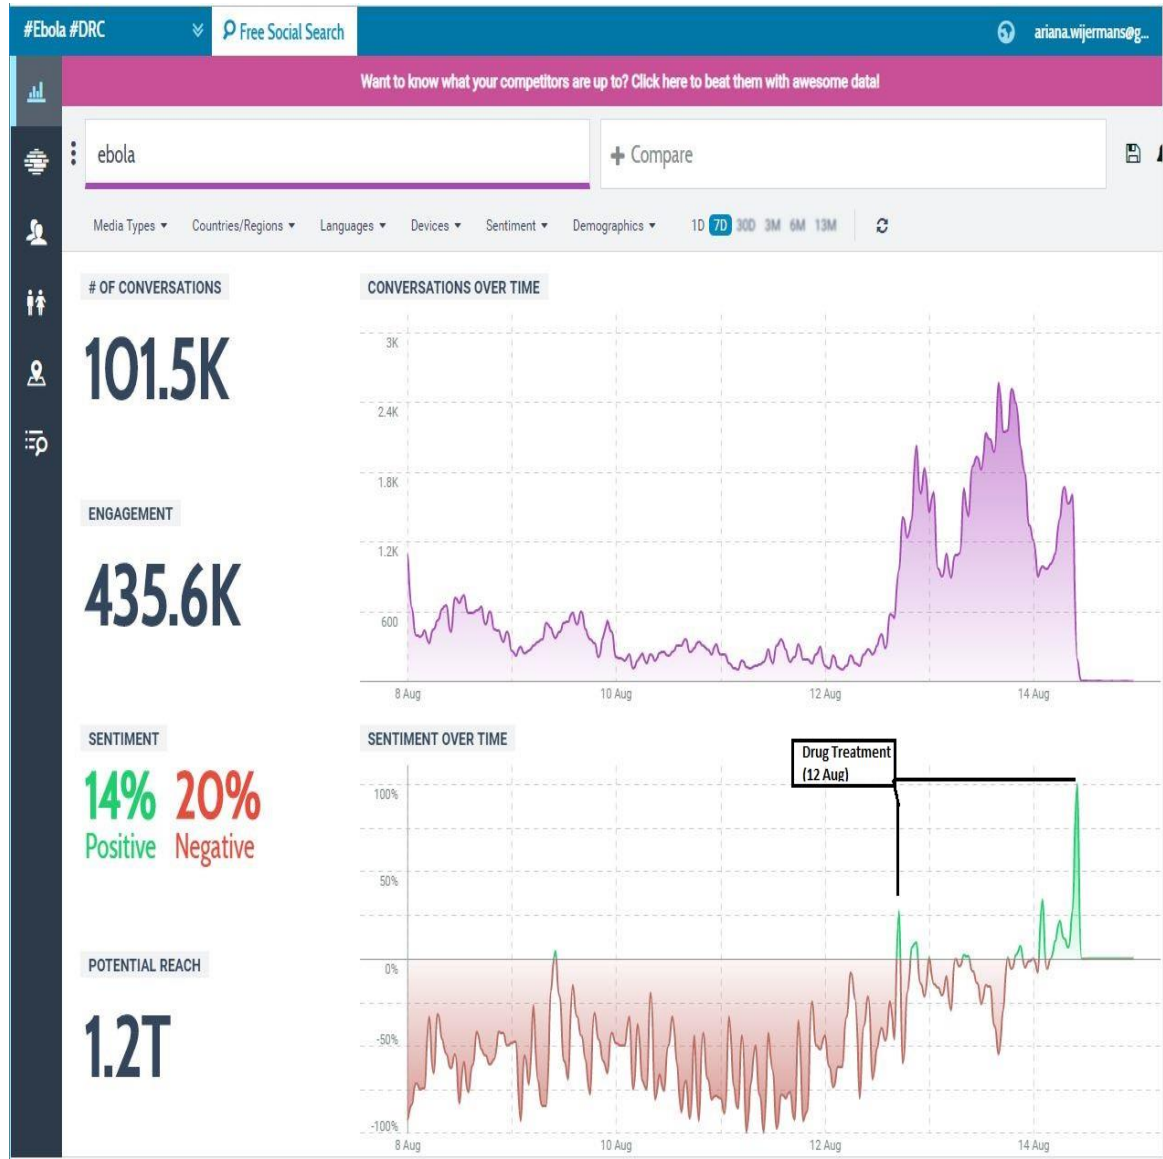 #Ebola #DRC
Free Social Search
ariana.wijermans@g...
Want to know what your competitors are up to? Click here to beat them with awesome data!
ebola
+ Compare
Media Types
Countries/Regions
Languages
Devices
Sentiment
Demographics
1D 7D 30D 3M 6M 13M
# OF CONVERSATIONS
101.5K
ENGAGEMENT
435.6K
SENTIMENT
14% 20%
Positive Negative
POTENTIAL REACH
1.2T
CONVERSATIONS OVER TIME
3K
2.4K
1.8K
1.2K
600
8 Aug 10 Aug 12 Aug 14 Aug
SENTIMENT OVER TIME
Drug Treatment
(12 Aug)
100%
50%
0%
-50%
-100%
8 Aug 10 Aug 12 Aug 14 Aug